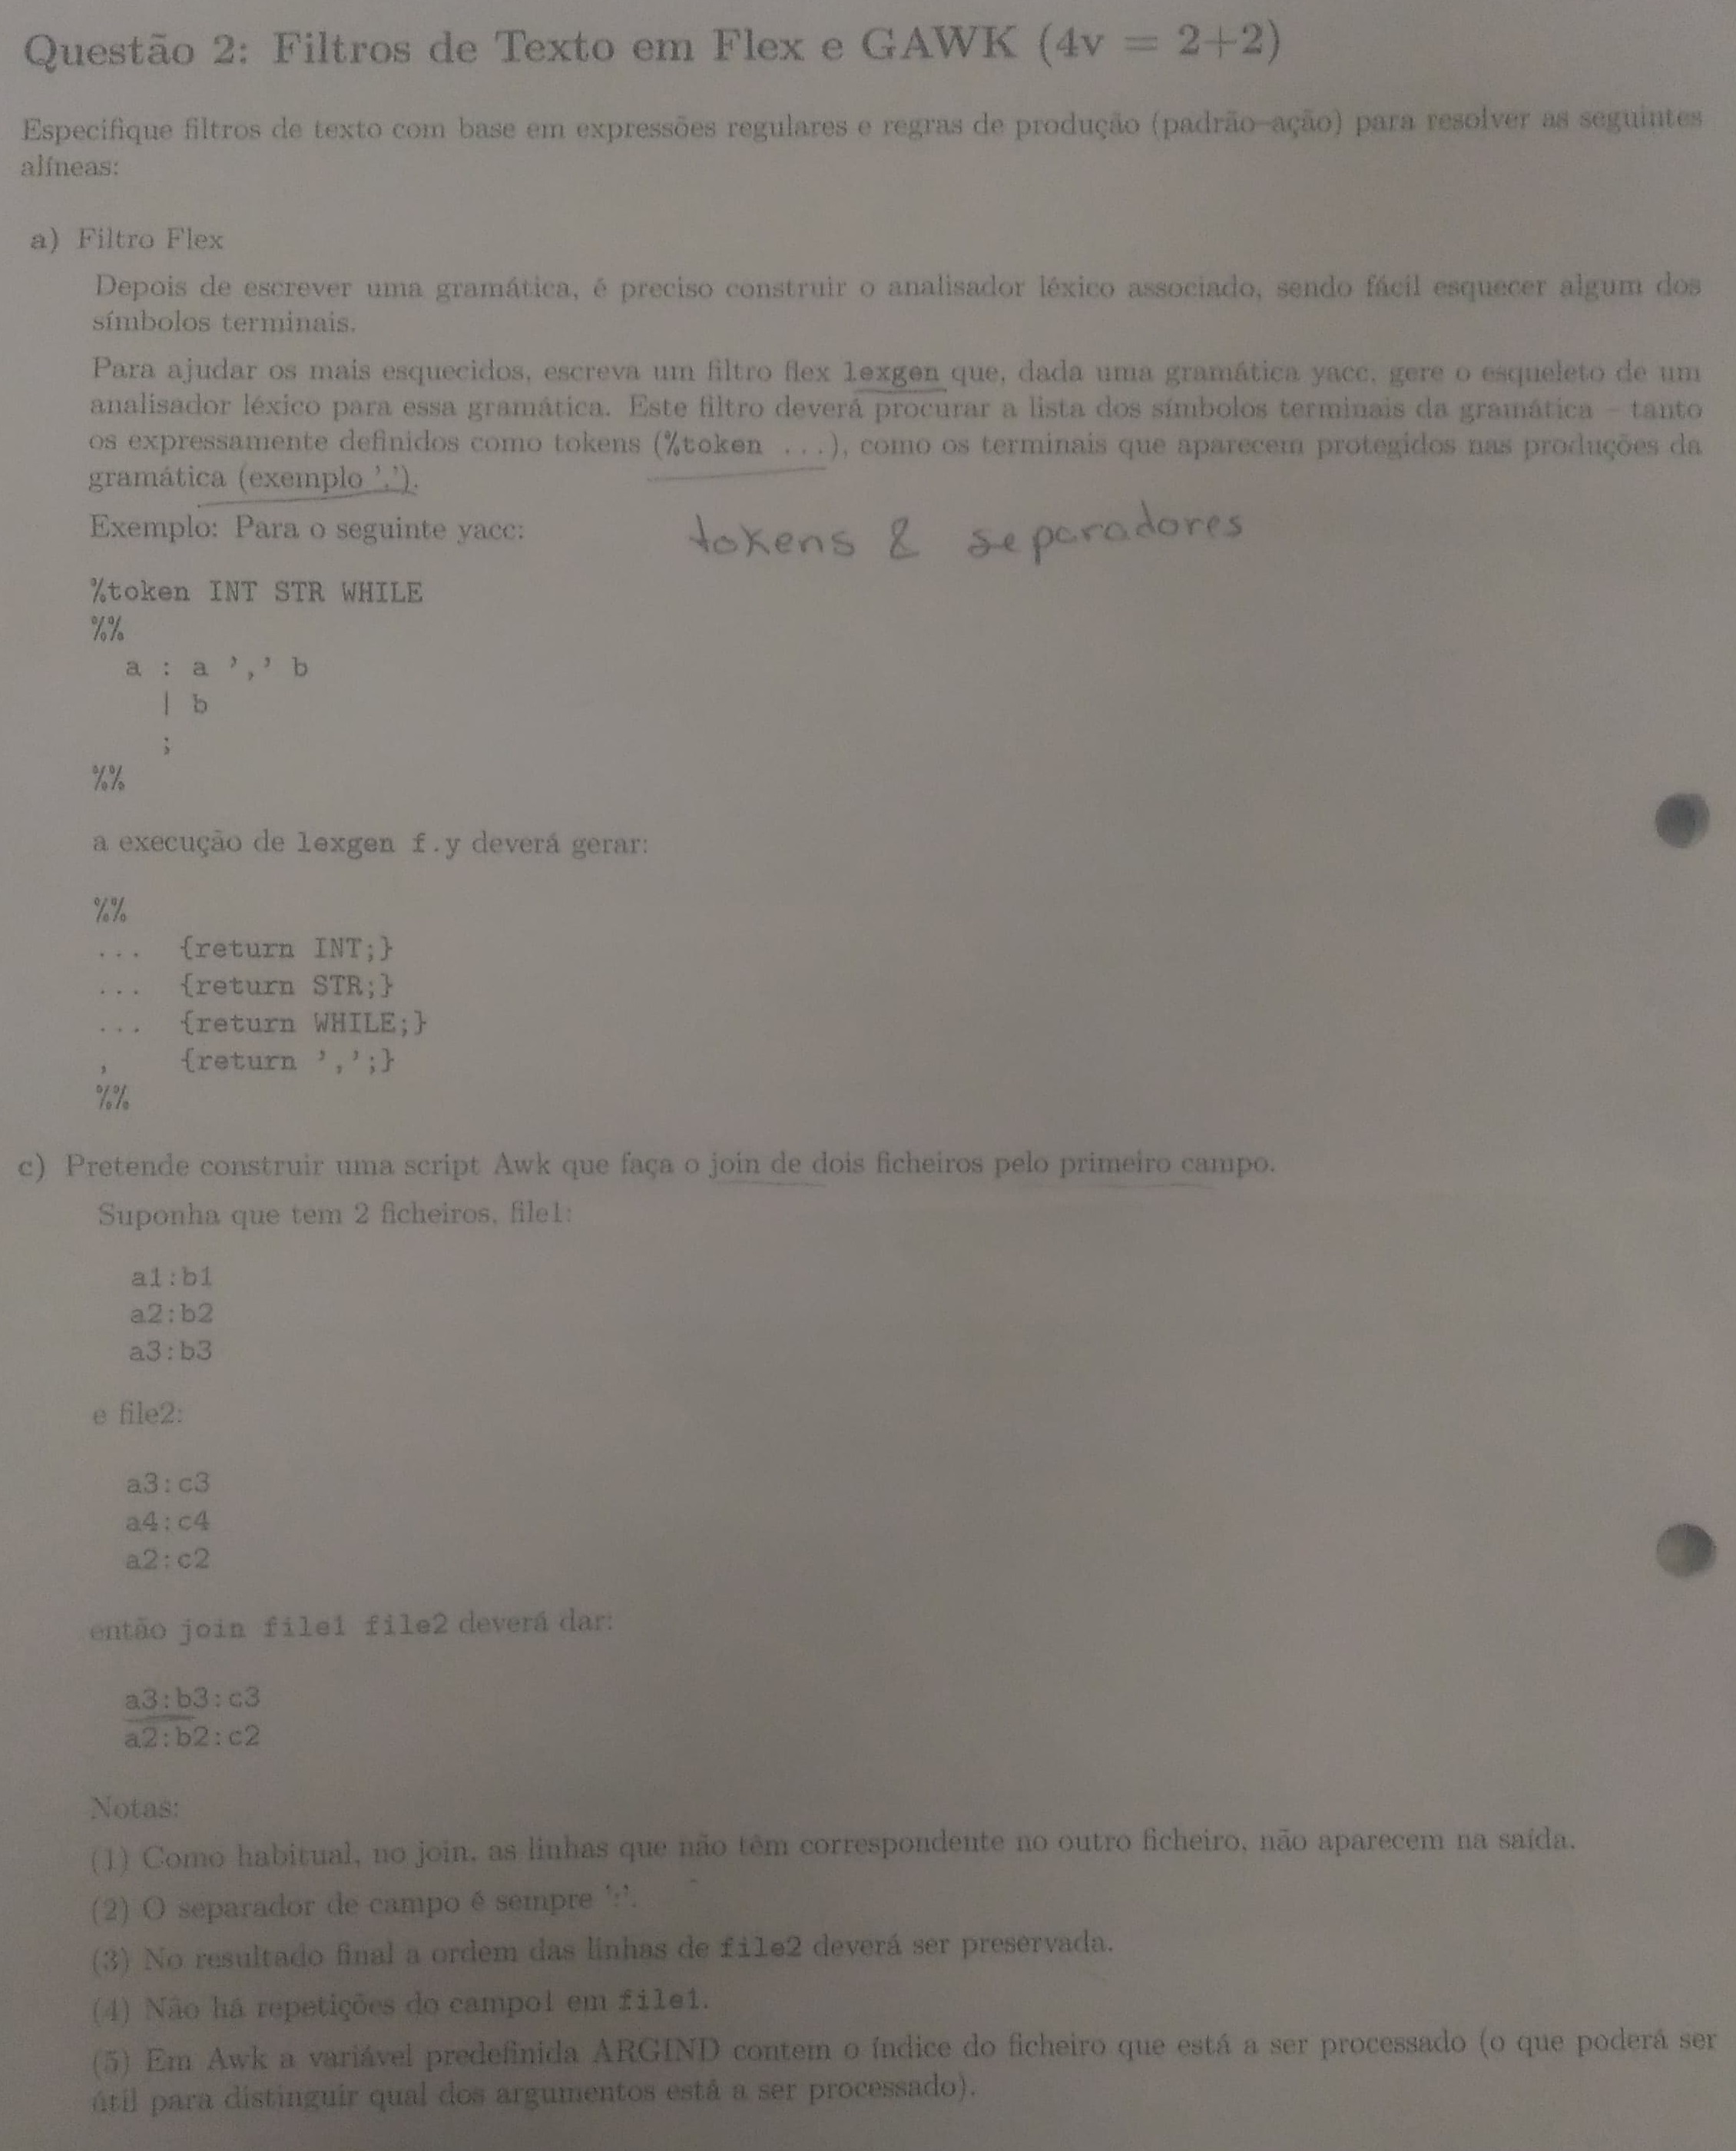 Questão 2: Filtros de Texto em Flex e GAWK (4v = 2+2)
Especifique filtros de texto com base em expressões regulares e regras de produção (padrão–ação) para resolver as seguintes
alíneas:
a) Filtro Flex
Depois de escrever uma gramática, é preciso construir o analisador léxico associado, sendo fácil esquecer algum dos
símbolos terminais.
Para ajudar os mais esquecidos, escreva um filtro flex lexgen que, dada uma gramática yacc, gere o esqueleto de um
analisador léxico para essa gramática. Este filtro deverá procurar a lista dos símbolos terminais da gramática – tanto
os expressamente definidos como tokens (%token ...), como os terminais que aparecem protegidos nas produções da
gramática (exemplo ',').
Exemplo: Para o seguinte yacc:
tokens & separadores
%token INT STR WHILE
%%
a : a ',' b
| b
;
%%
a execução de lexgen f.y deverá gerar:
%%
... {return INT;}
... {return STR;}
... {return WHILE;}
, {return ',';}
%%
c) Pretende construir uma script Awk que faça o join de dois ficheiros pelo primeiro campo.
Suponha que tem 2 ficheiros, file1:
a1:b1
a2:b2
a3:b3
e file2:
a3:c3
a4:c4
a2:c2
então join file1 file2 deverá dar:
a3:b3:c3
a2:b2:c2
Notas:
(1) Como habitual, no join, as linhas que não têm correspondente no outro ficheiro, não aparecem na saída.
(2) O separador de campo é sempre ':'.
(3) No resultado final a ordem das linhas de file2 deverá ser preservada.
(4) Não há repetições do campo1 em file1.
(5) Em Awk a variável predefinida ARGIND contem o índice do ficheiro que está a ser processado (o que poderá ser
útil para distinguir qual dos argumentos está a ser processado).